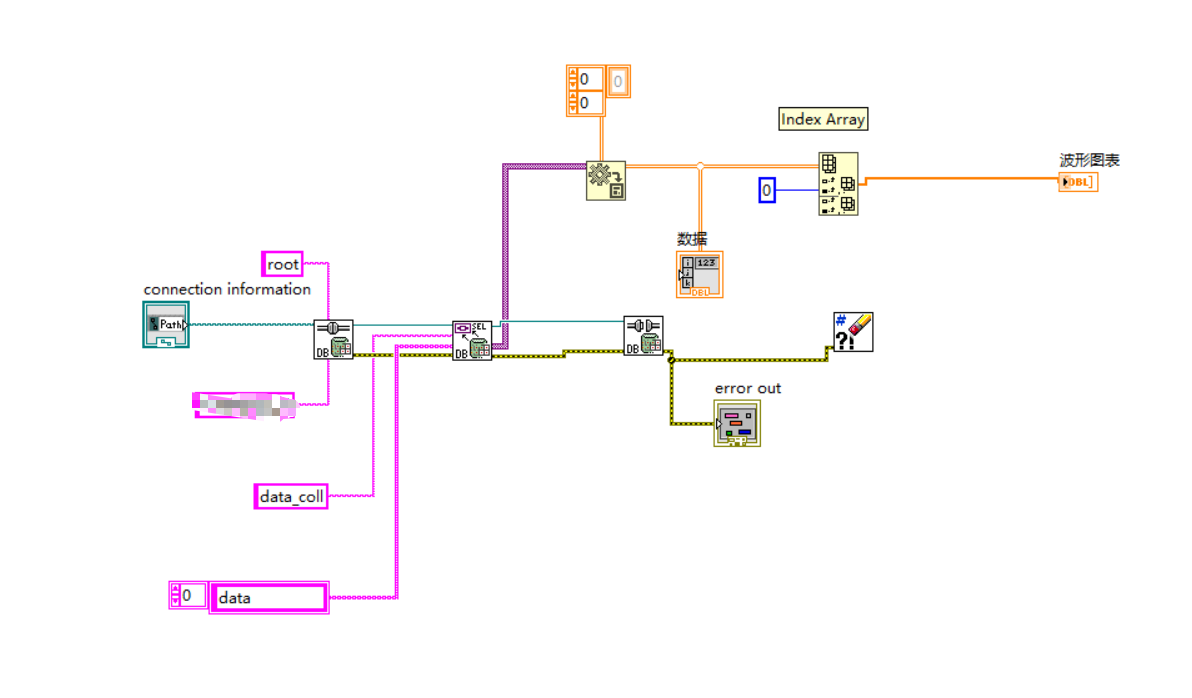 0
0
0
Index Array
波形图表
DBL
0
数据
123
i
j
k
DBL
root
connection information
Path
SEL
DB
DB
DB
#
?!
error out
data_coll
0
data